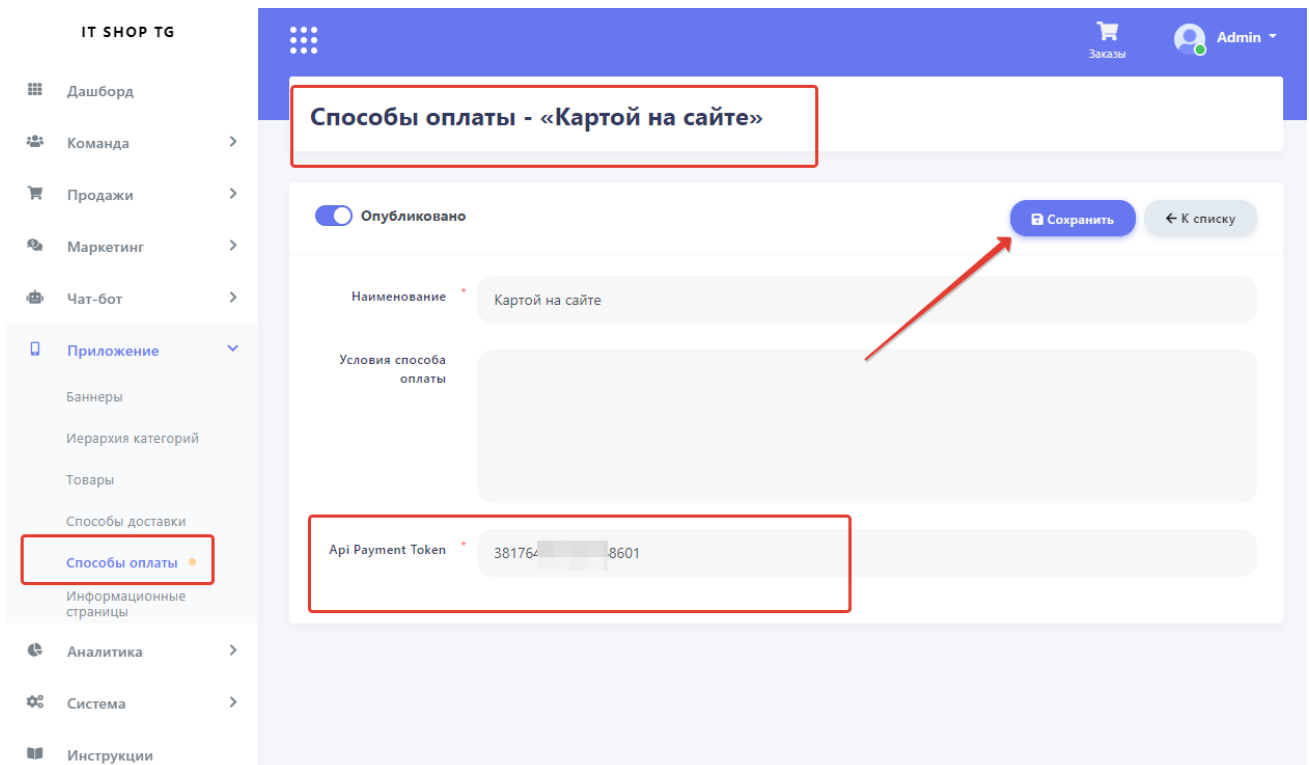 IT SHOP TG
Заказы
Admin
Дашборд
Команда
Продажи
Маркетинг
Чат-бот
Приложение
Баннеры
Иерархия категорий
Товары
Способы доставки
Способы оплаты
Информационные
страницы
Аналитика
Система
Инструкции
Способы оплаты - «Картой на сайте»
Опубликовано
Сохранить
К списку
Наименование *
Картой на сайте
Условия способа
оплаты
Api Payment Token *
38176 8601